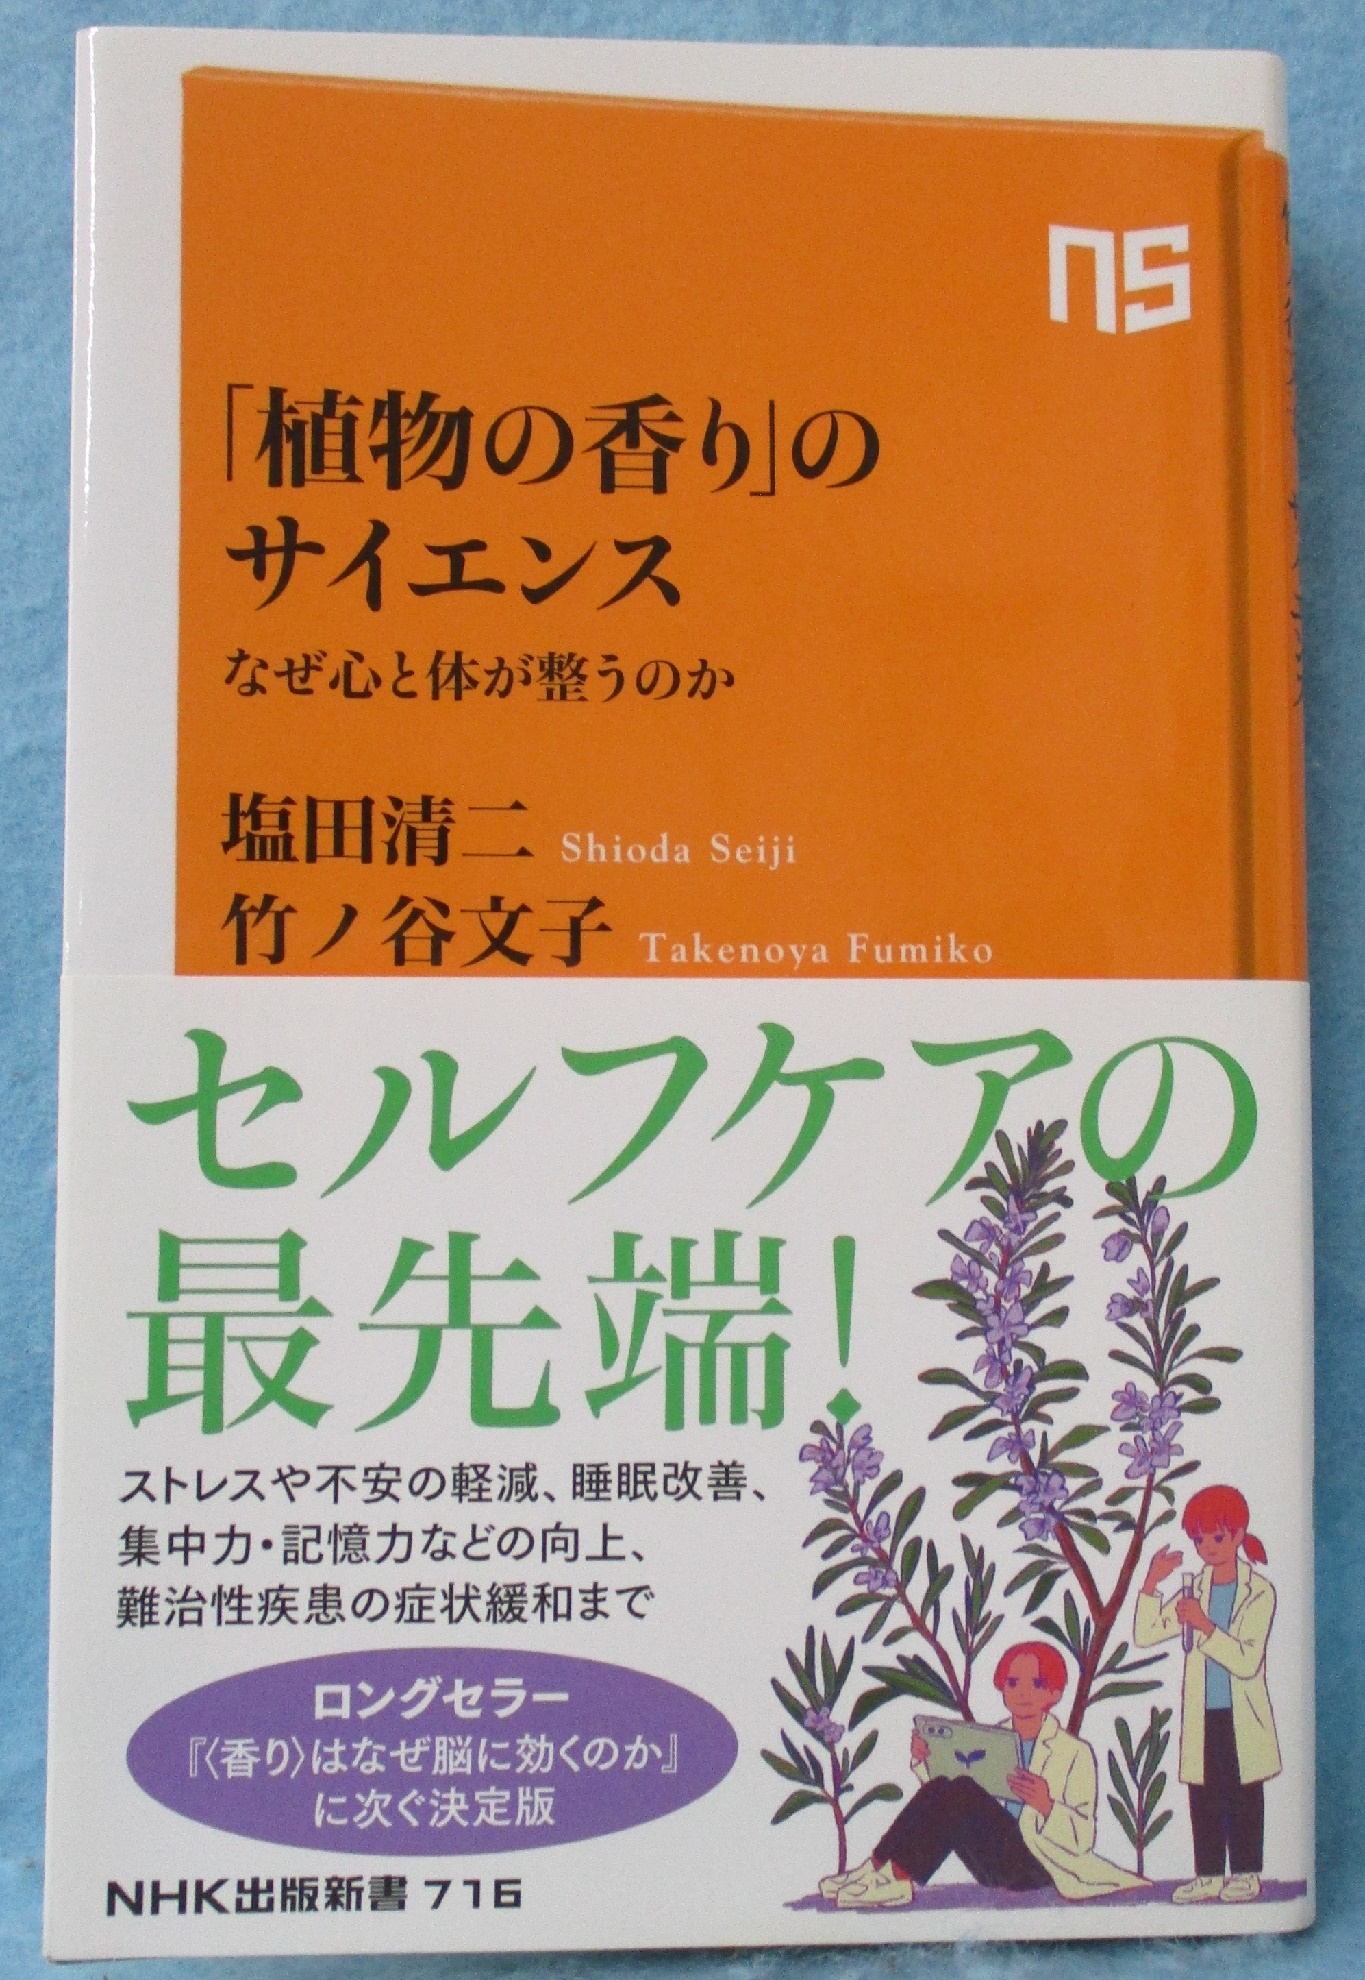 ns
「植物の香り」の
サイエンス
なぜ心と体が整うのか
塩田清二 Shioda Seiji
竹ノ谷文子 Takenoya Fumiko
セルフケアの
最先端!
ストレスや不安の軽減、睡眠改善、
集中力・記憶力などの向上、
難治性疾患の症状緩和まで
ロングセラー
『〈香り〉はなぜ脳に効くのか』
に次ぐ決定版
NHK出版新書 716